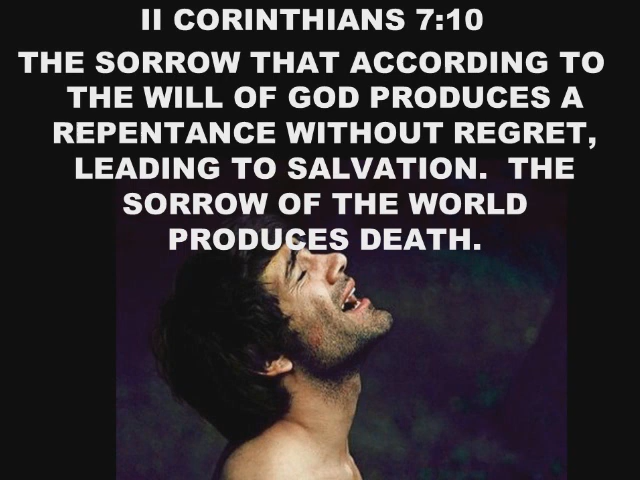 II CORINTHIANS 7:10
THE SORROW THAT ACCORDING TO
THE WILL OF GOD PRODUCES A
REPENTANCE WITHOUT REGRET,
LEADING TO SALVATION.  THE
SORROW OF THE WORLD
PRODUCES DEATH.